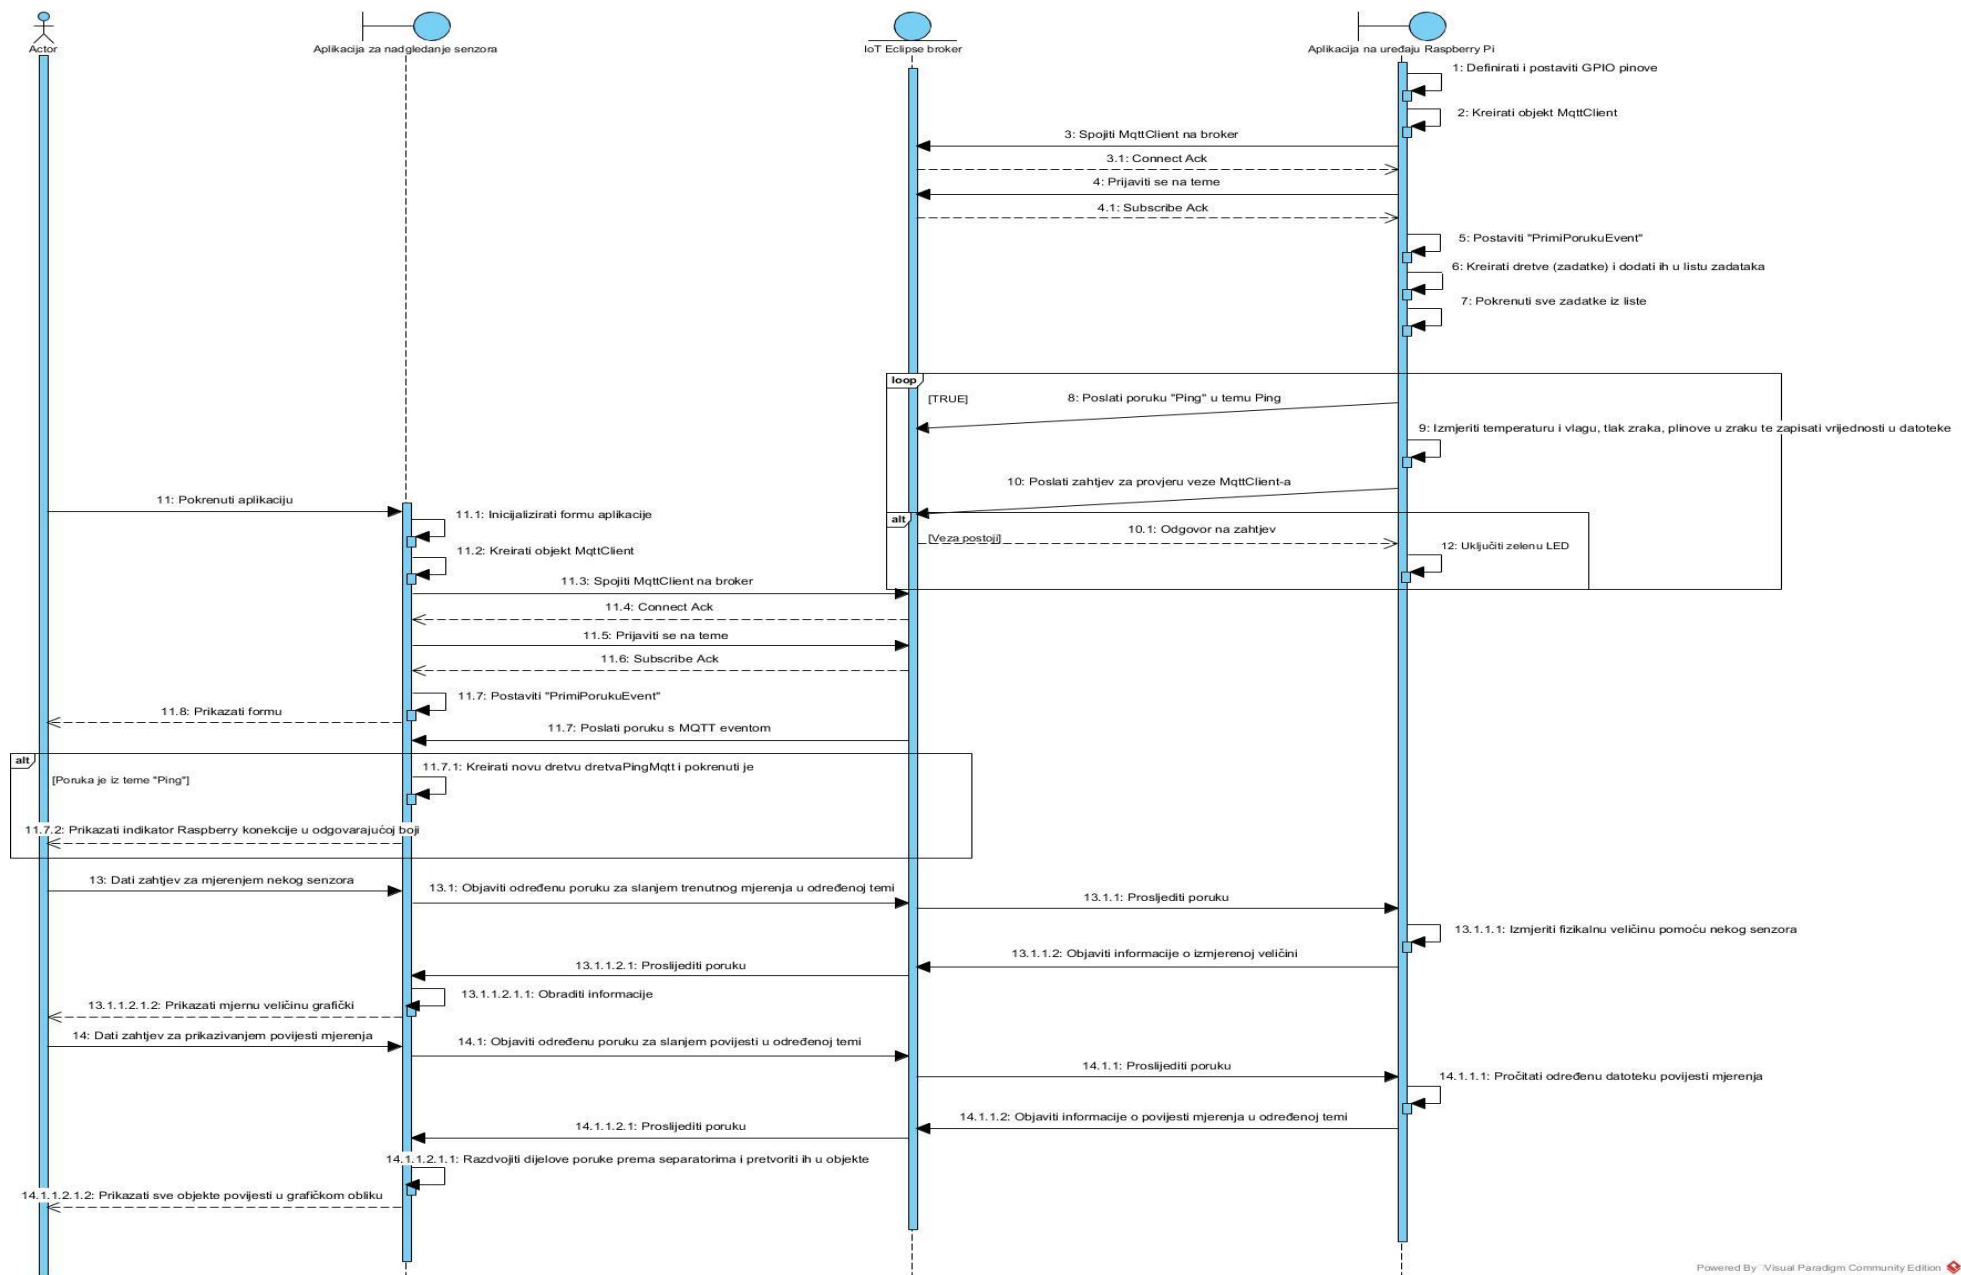 Actor
Aplikacija za nadgledanje senzora
IoT Eclipse broker
Aplikacija na uređaju Raspberry Pi
1: Definirati i postaviti GPIO pinove
2: Kreirati objekt MqttClient
3: Spojiti MqttClient na broker
3.1: Connect Ack
4: Prijaviti se na teme
4.1: Subscribe Ack
5: Postaviti "PrimiPorukuEvent"
6: Kreirati dretve (zadatke) i dodati ih u listu zadataka
7: Pokrenuti sve zadatke iz liste
loop
[TRUE]
8: Poslati poruku "Ping" u temu Ping
9: Izmjeriti temperaturu i vlagu, tlak zraka, plinove u zraku te zapisati vrijednosti u datoteke
10: Poslati zahtjev za provjeru veze MqttClient-a
11: Pokrenuti aplikaciju
11.1: Inicijalizirati formu aplikacije
alt
[Veza postoji]
10.1: Odgovor na zahtjev
12: Uključiti zelenu LED
11.2: Kreirati objekt MqttClient
11.3: Spojiti MqttClient na broker
11.4: Connect Ack
11.5: Prijaviti se na teme
11.6: Subscribe Ack
11.7: Postaviti "PrimiPorukuEvent"
11.8: Prikazati formu
11.7: Poslati poruku s MQTT eventom
alt
[Poruka je iz teme "Ping"]
11.7.1: Kreirati novu dretvu dretvaPingMqtt i pokrenuti je
11.7.2: Prikazati indikator Raspberry konekcije u odgovarajućoj boji
13: Dati zahtjev za mjerenjem nekog senzora
13.1: Objaviti određenu poruku za slanjem trenutnog mjerenja u određenoj temi
13.1.1: Prosljediti poruku
13.1.1.1: Izmjeriti fizikalnu veličinu pomoću nekog senzora
13.1.1.2: Objaviti informacije o izmjerenoj veličini
13.1.1.2.1: Proslijediti poruku
13.1.1.2.1.1: Obraditi informacije
13.1.1.2.1.2: Prikazati mjernu veličinu grafički
14: Dati zahtjev za prikazivanjem povijesti mjerenja
14.1: Objaviti određenu poruku za slanjem povijesti u određenoj temi
14.1.1: Proslijediti poruku
14.1.1.1: Pročitati određenu datoteku povijesti mjerenja
14.1.1.2: Objaviti informacije o povijesti mjerenja u određenoj temi
14.1.1.2.1: Proslijediti poruku
14.1.1.2.1.1: Razdvojiti dijelove poruke prema separatorima i pretvoriti ih u objekte
14.1.1.2.1.2: Prikazati sve objekte povijesti u grafičkom obliku
Powered By Visual Paradigm Community Edition